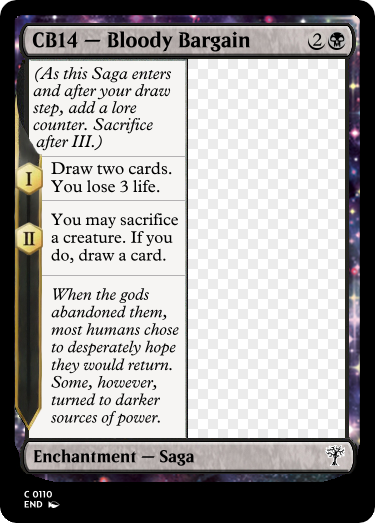 CB14 — Bloody Bargain 2
(As this Saga enters
and after your draw
step, add a lore
counter. Sacrifice
after III.)
I Draw two cards.
You lose 3 life.
II You may sacrifice
a creature. If you
do, draw a card.
When the gods
abandoned them,
most humans chose
to desperately hope
they would return.
Some, however,
turned to darker
sources of power.
Enchantment — Saga
C 0110
END